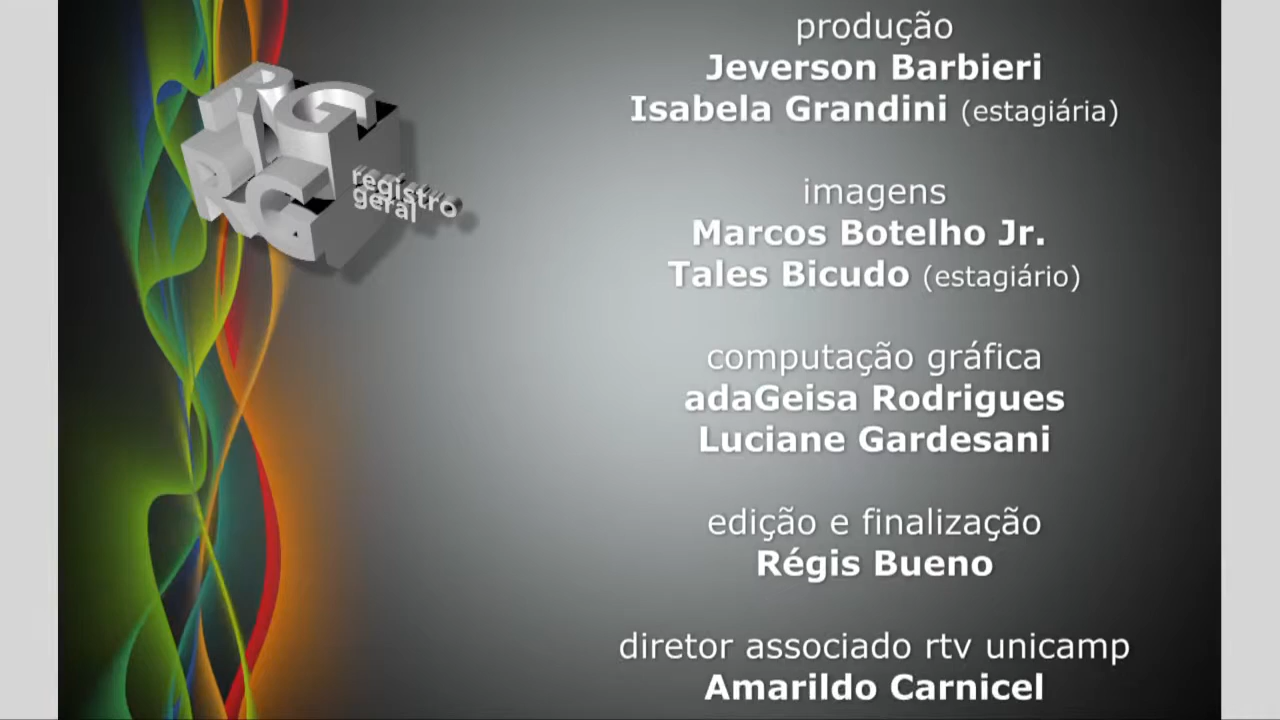 RG
RG
registro
geral
produção
Jeverson Barbieri
Isabela Grandini (estagiária)
imagens
Marcos Botelho Jr.
Tales Bicudo (estagiário)
computação gráfica
adaGeisa Rodrigues
Luciane Gardesani
edição e finalização
Régis Bueno
diretor associado rtv unicamp
Amarildo Carnicel